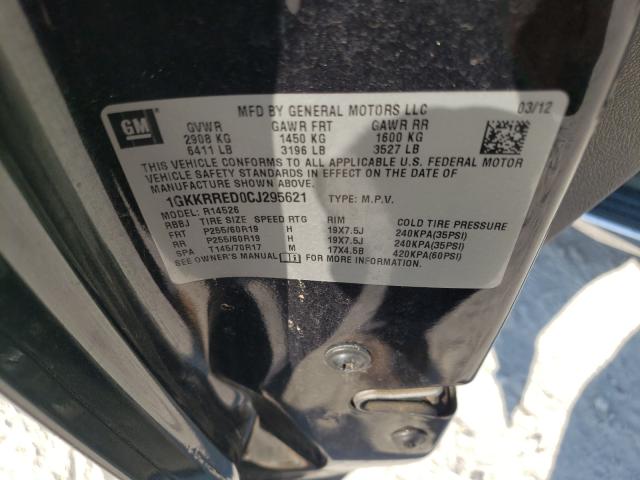 GM
MFD BY GENERAL MOTORS LLC 03/12
GVWR GAWR FRT GAWR RR
2908 KG 1450 KG 1600 KG
6411 LB 3196 LB 3527 LB
THIS VEHICLE CONFORMS TO ALL APPLICABLE U.S. FEDERAL MOTOR
VEHICLE SAFETY STANDARDS IN EFFECT ON THE DATE OF
MANUFACTURE SHOWN ABOVE.
1GKKRRED0CJ295621 TYPE: M.P.V.
MODEL: R14526
RBBJ TIRE SIZE SPEED RTG RIM COLD TIRE PRESSURE
FRT P255/60R19 H 19X7.5J 240KPA(35PSI)
RR P255/60R19 H 19X7.5J 240KPA(35PSI)
SPA T145/70R17 M 17X4.5B 420KPA(60PSI)
SEE OWNER'S MANUAL FOR MORE INFORMATION.